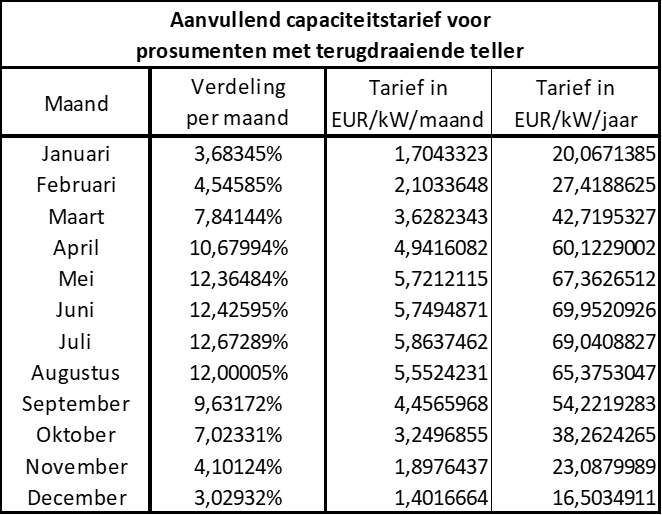 Aanvullend capaciteitstarief voor
prosumenten met terugdraaiende teller
Maand Verdeling per maand Tarief in EUR/kW/maand Tarief in EUR/kW/jaar
Januari 3,68345% 1,7043323 20,0671385
Februari 4,54585% 2,1033648 27,4188625
Maart 7,84144% 3,6282343 42,7195327
April 10,67994% 4,9416082 60,1229002
Mei 12,36484% 5,7212115 67,3626512
Juni 12,42595% 5,7494871 69,9520926
Juli 12,67289% 5,8637462 69,0408827
Augustus 12,00005% 5,5524231 65,3753047
September 9,63172% 4,4565968 54,2219283
Oktober 7,02331% 3,2496855 38,2624265
November 4,10124% 1,8976437 23,0879989
December 3,02932% 1,4016664 16,5034911